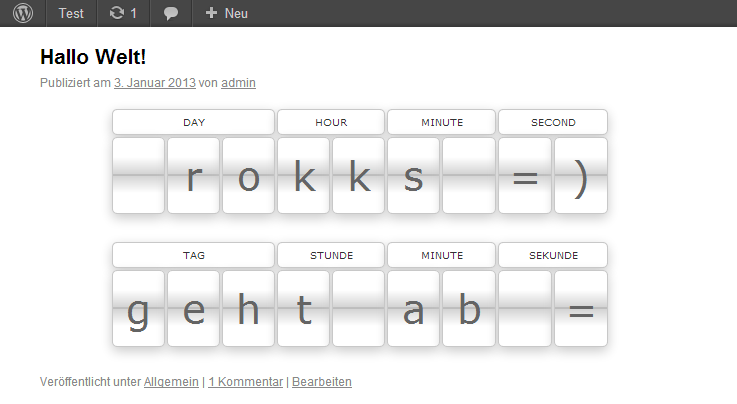 Test 1 Neu
Hallo Welt!
Publiziert am 3. Januar 2013 von admin
DAY HOUR MINUTE SECOND
r o k k s = )
TAG STUNDE MINUTE SEKUNDE
g e h t a b =
Veröffentlicht unter Allgemein | 1 Kommentar | Bearbeiten